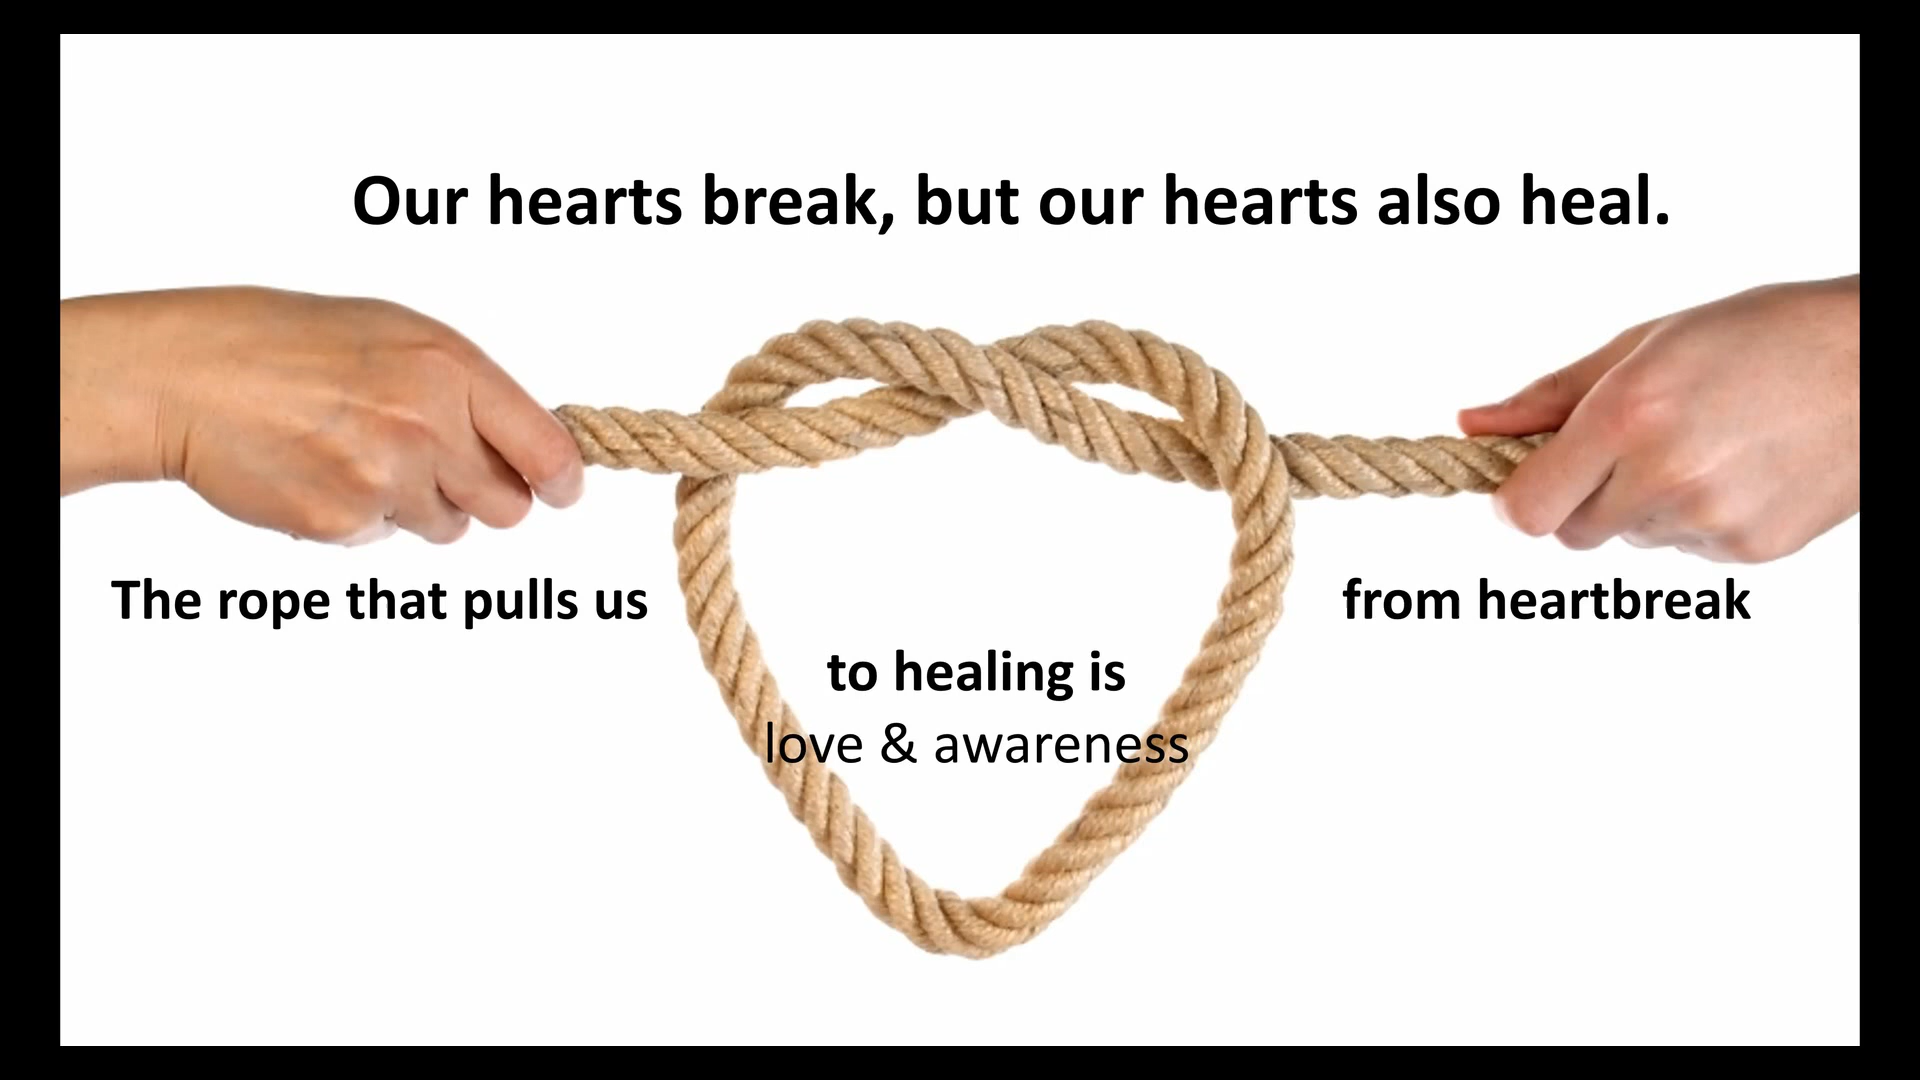 Our hearts break, but our hearts also heal.
The rope that pulls us
from heartbreak
to healing is
love & awareness